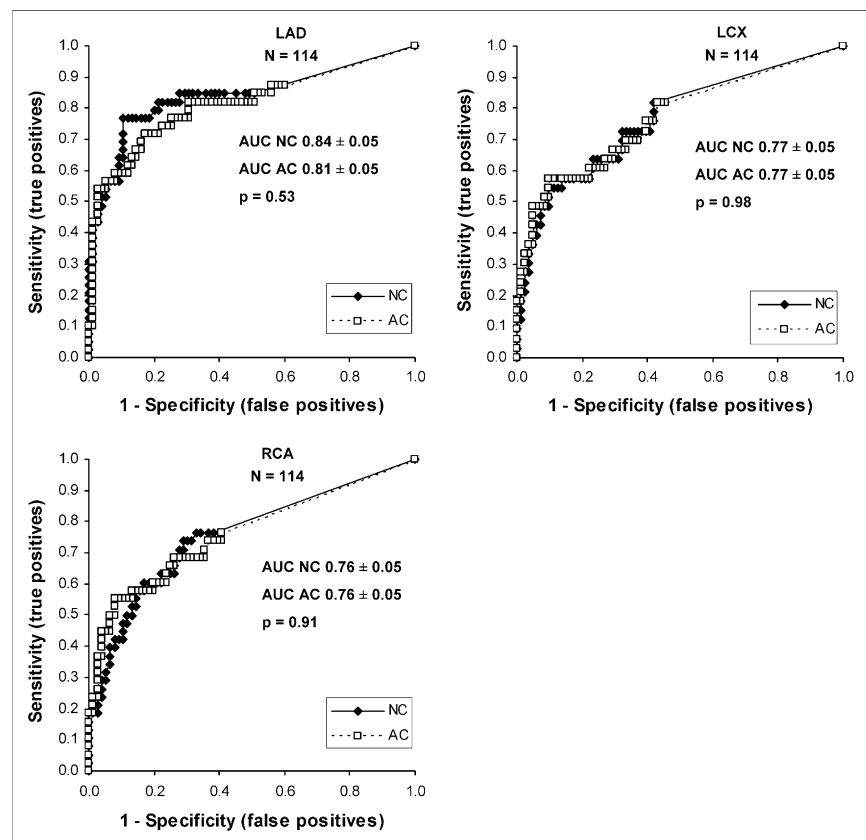 LAD
N = 114
1.0
0.9
0.8
0.7
0.6
0.5
0.4
0.3
0.2
0.1
0.0
Sensitivity (true positives)
AUC NC 0.84 ± 0.05
AUC AC 0.81 ± 0.05
p = 0.53
NC
AC
0.0 0.2 0.4 0.6 0.8 1.0
1 - Specificity (false positives)
LCX
N = 114
1.0
0.9
0.8
0.7
0.6
0.5
0.4
0.3
0.2
0.1
0.0
Sensitivity (true positives)
AUC NC 0.77 ± 0.05
AUC AC 0.77 ± 0.05
p = 0.98
NC
AC
0.0 0.2 0.4 0.6 0.8 1.0
1 - Specificity (false positives)
RCA
N = 114
1.0
0.9
0.8
0.7
0.6
0.5
0.4
0.3
0.2
0.1
0.0
Sensitivity (true positives)
AUC NC 0.76 ± 0.05
AUC AC 0.76 ± 0.05
p = 0.91
NC
AC
0.0 0.2 0.4 0.6 0.8 1.0
1 - Specificity (false positives)